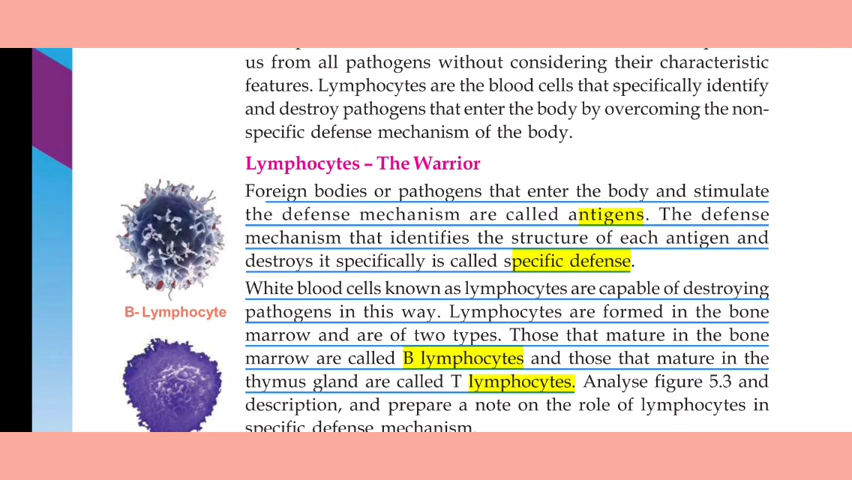 us from all pathogens without considering their characteristic
features. Lymphocytes are the blood cells that specifically identify
and destroy pathogens that enter the body by overcoming the non-
specific defense mechanism of the body.
Lymphocytes – The Warrior
Foreign bodies or pathogens that enter the body and stimulate
the defense mechanism are called antigens. The defense
mechanism that identifies the structure of each antigen and
destroys it specifically is called specific defense.
White blood cells known as lymphocytes are capable of destroying
pathogens in this way. Lymphocytes are formed in the bone
marrow and are of two types. Those that mature in the bone
marrow are called B lymphocytes and those that mature in the
thymus gland are called T lymphocytes. Analyse figure 5.3 and
description, and prepare a note on the role of lymphocytes in
specific defense mechanism.
B- Lymphocyte